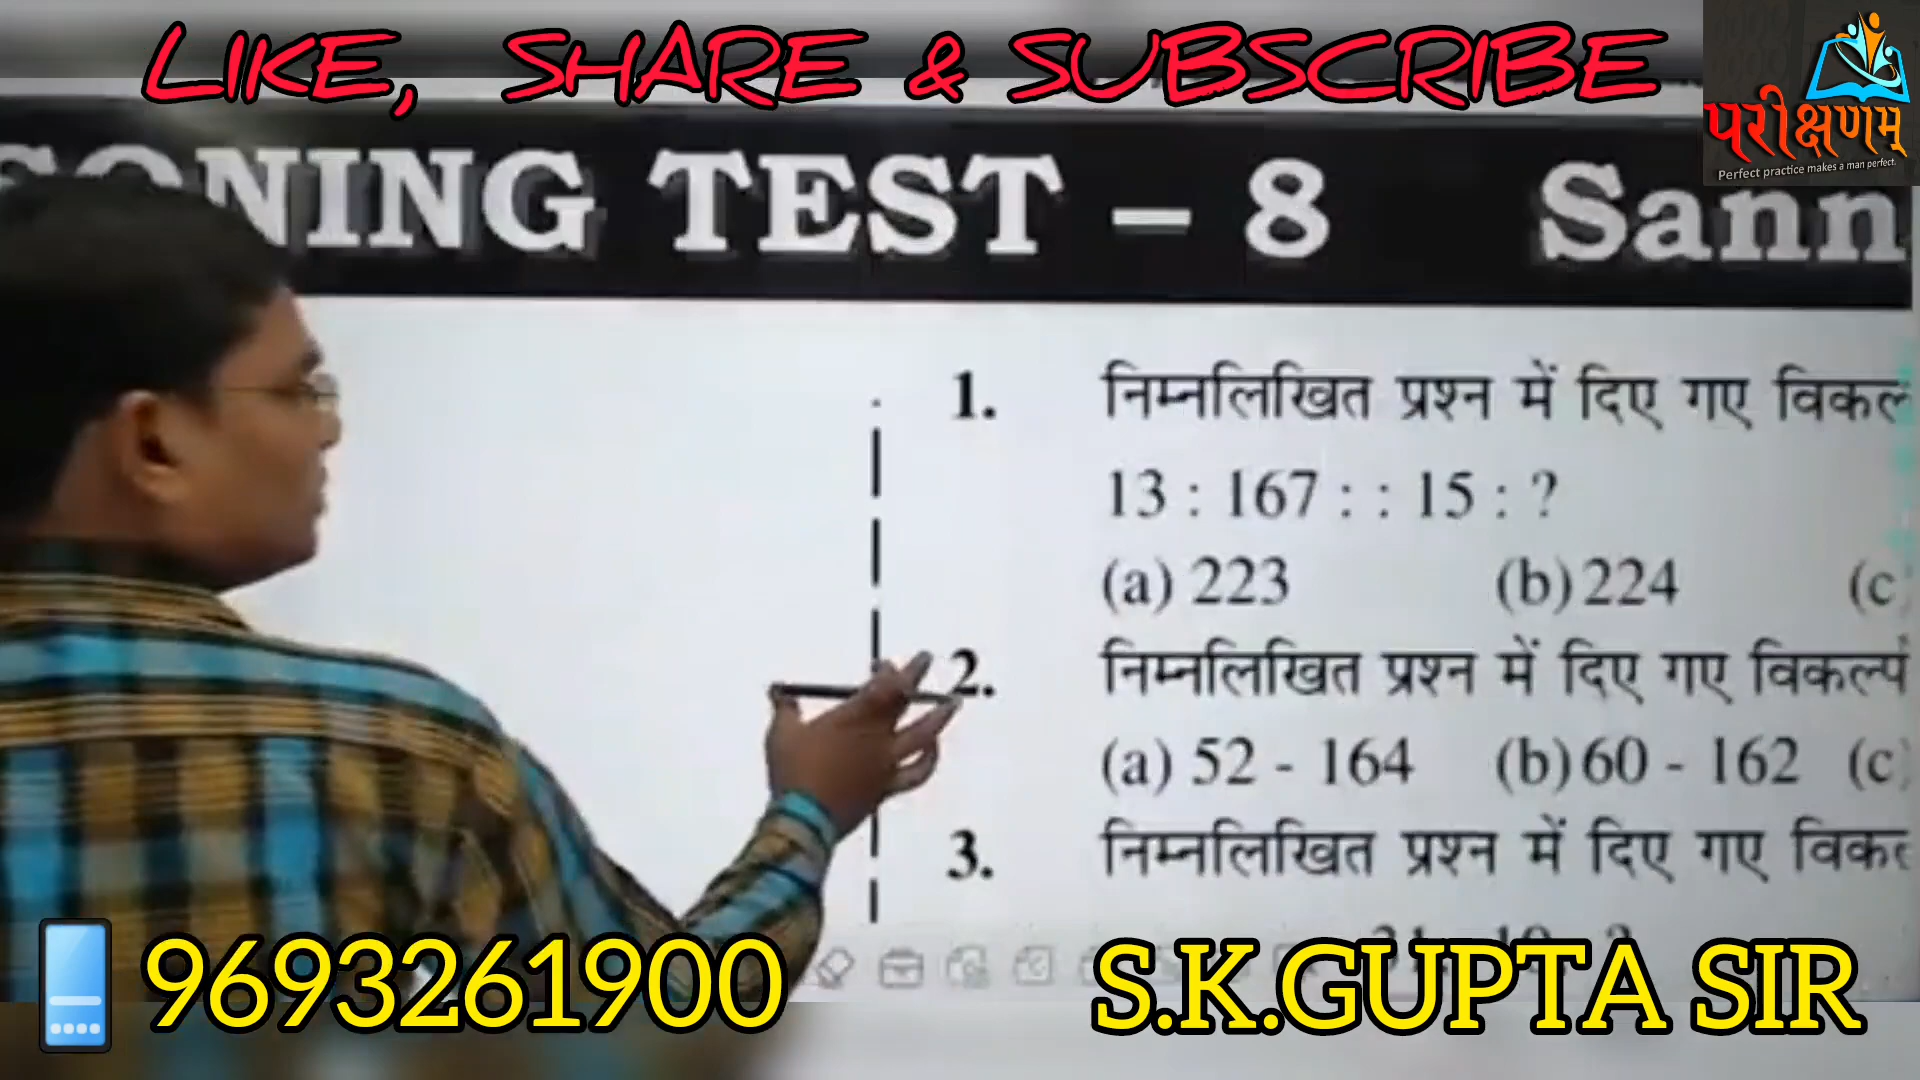 LIKE, SHARE & SUBSCRIBE
परीक्षणम्
Perfect practice makes a man perfect.
NING TEST – 8 Sann
1. निम्नलिखित प्रश्न में दिए गए
13 : 167 : : 15 : ?
(a) 223 (b) 224 (c
2. निम्नलिखित प्रश्न में दिए गए
(a) 52 - 164 (b) 60 - 162 (c)
3. निम्नलिखित प्रश्न में दिए गए
9693261900 S.K.GUPTA SIR